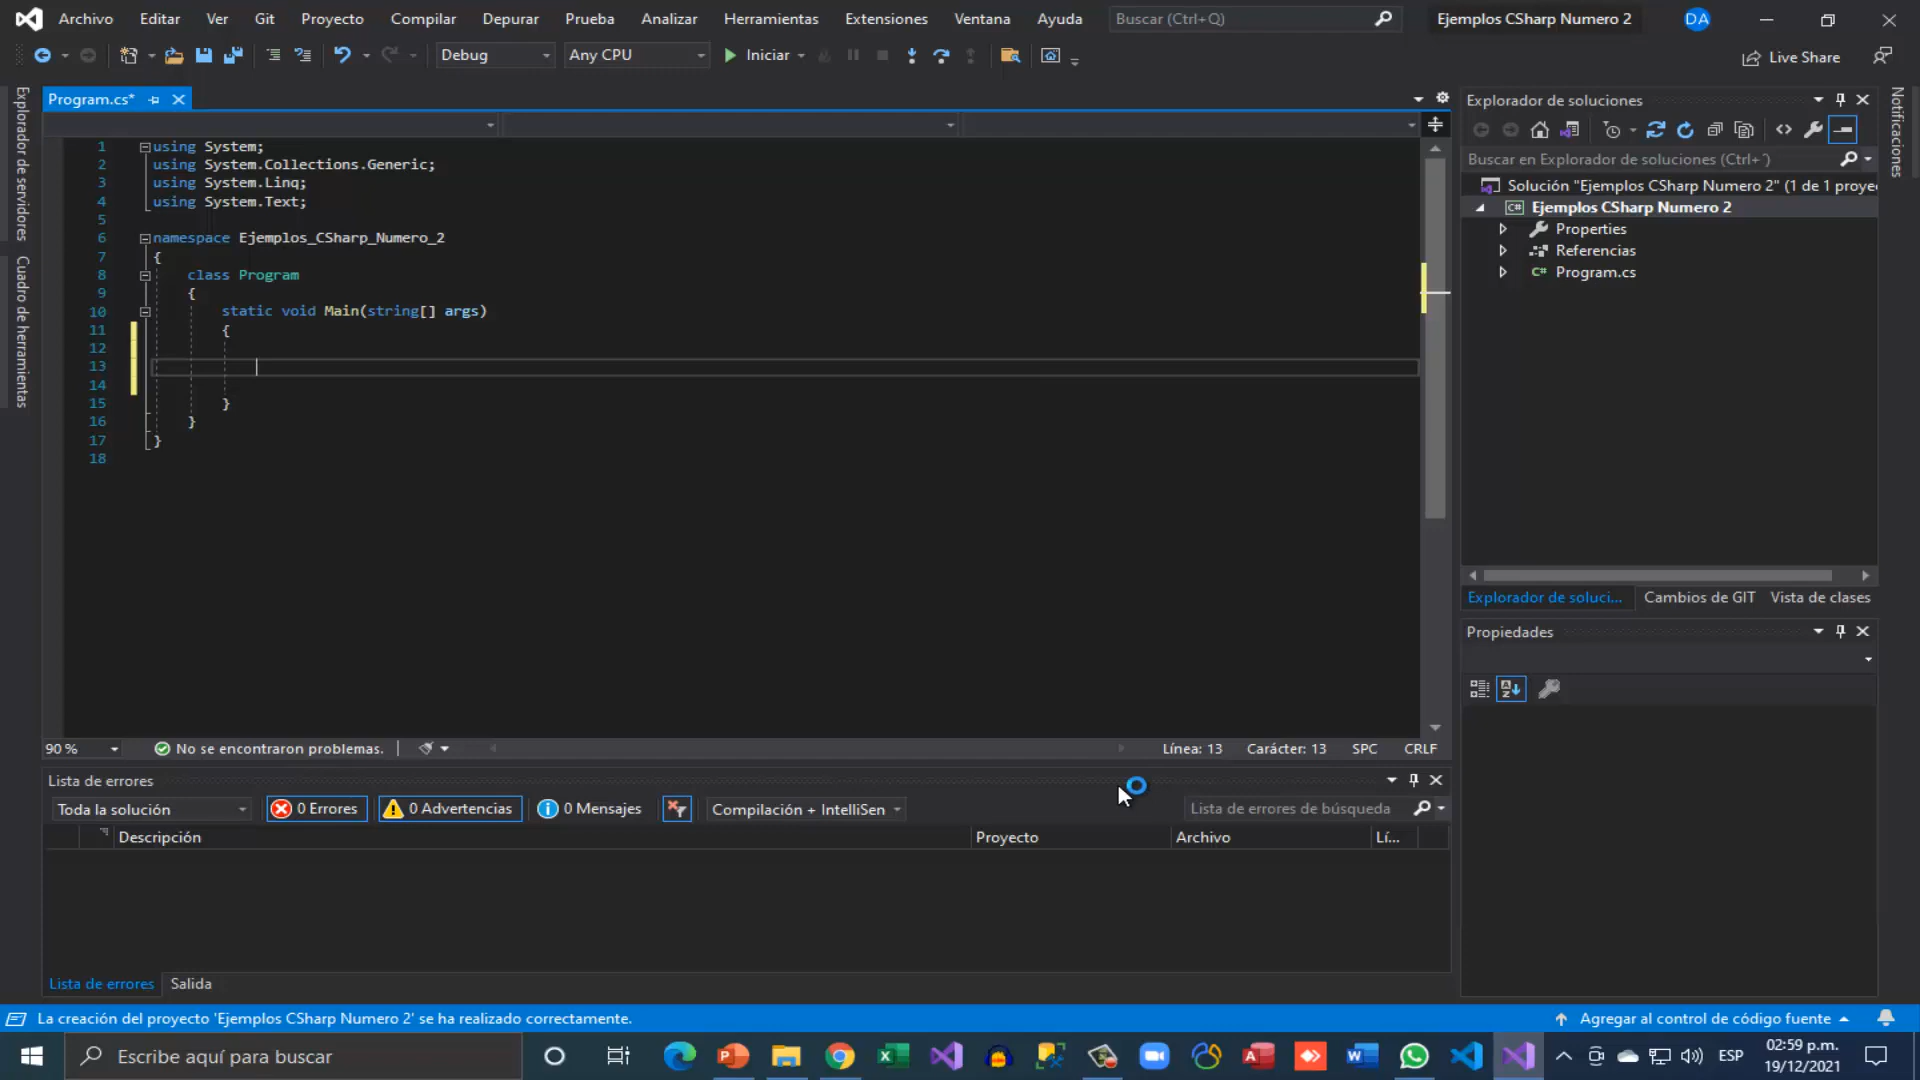 Archivo Editar Ver Git Proyecto Compilar Depurar Prueba Analizar Herramientas Extensiones Ventana Ayuda Buscar (Ctrl+Q) Ejemplos CSharp Numero 2 DA
Debug Any CPU Iniciar Live Share
Explorador de servidores
Cuadro de herramientas
Program.cs*
1 using System;
2 using System.Collections.Generic;
3 using System.Linq;
4 using System.Text;
5
6 namespace Ejemplos_CSharp_Numero_2
7 {
8 class Program
9 {
10 static void Main(string[] args)
11 {
12
13
14
15 }
16 }
17 }
18
90 % No se encontraron problemas. Línea: 13 Carácter: 13 SPC CRLF
Lista de errores
Toda la solución 0 Errores 0 Advertencias 0 Mensajes Compilación + IntelliSen Lista de errores de búsqueda
Descripción Proyecto Archivo Lí...
Lista de errores Salida
Explorador de soluciones
Buscar en Explorador de soluciones (Ctrl+´)
Solución "Ejemplos CSharp Numero 2" (1 de 1 proye
C# Ejemplos CSharp Numero 2
Properties
Referencias
C# Program.cs
Explorador de soluci... Cambios de GIT Vista de clases
Propiedades
Notificaciones
La creación del proyecto 'Ejemplos CSharp Numero 2' se ha realizado correctamente. Agregar al control de código fuente
Escribe aquí para buscar ESP 02:59 p.m.
19/12/2021